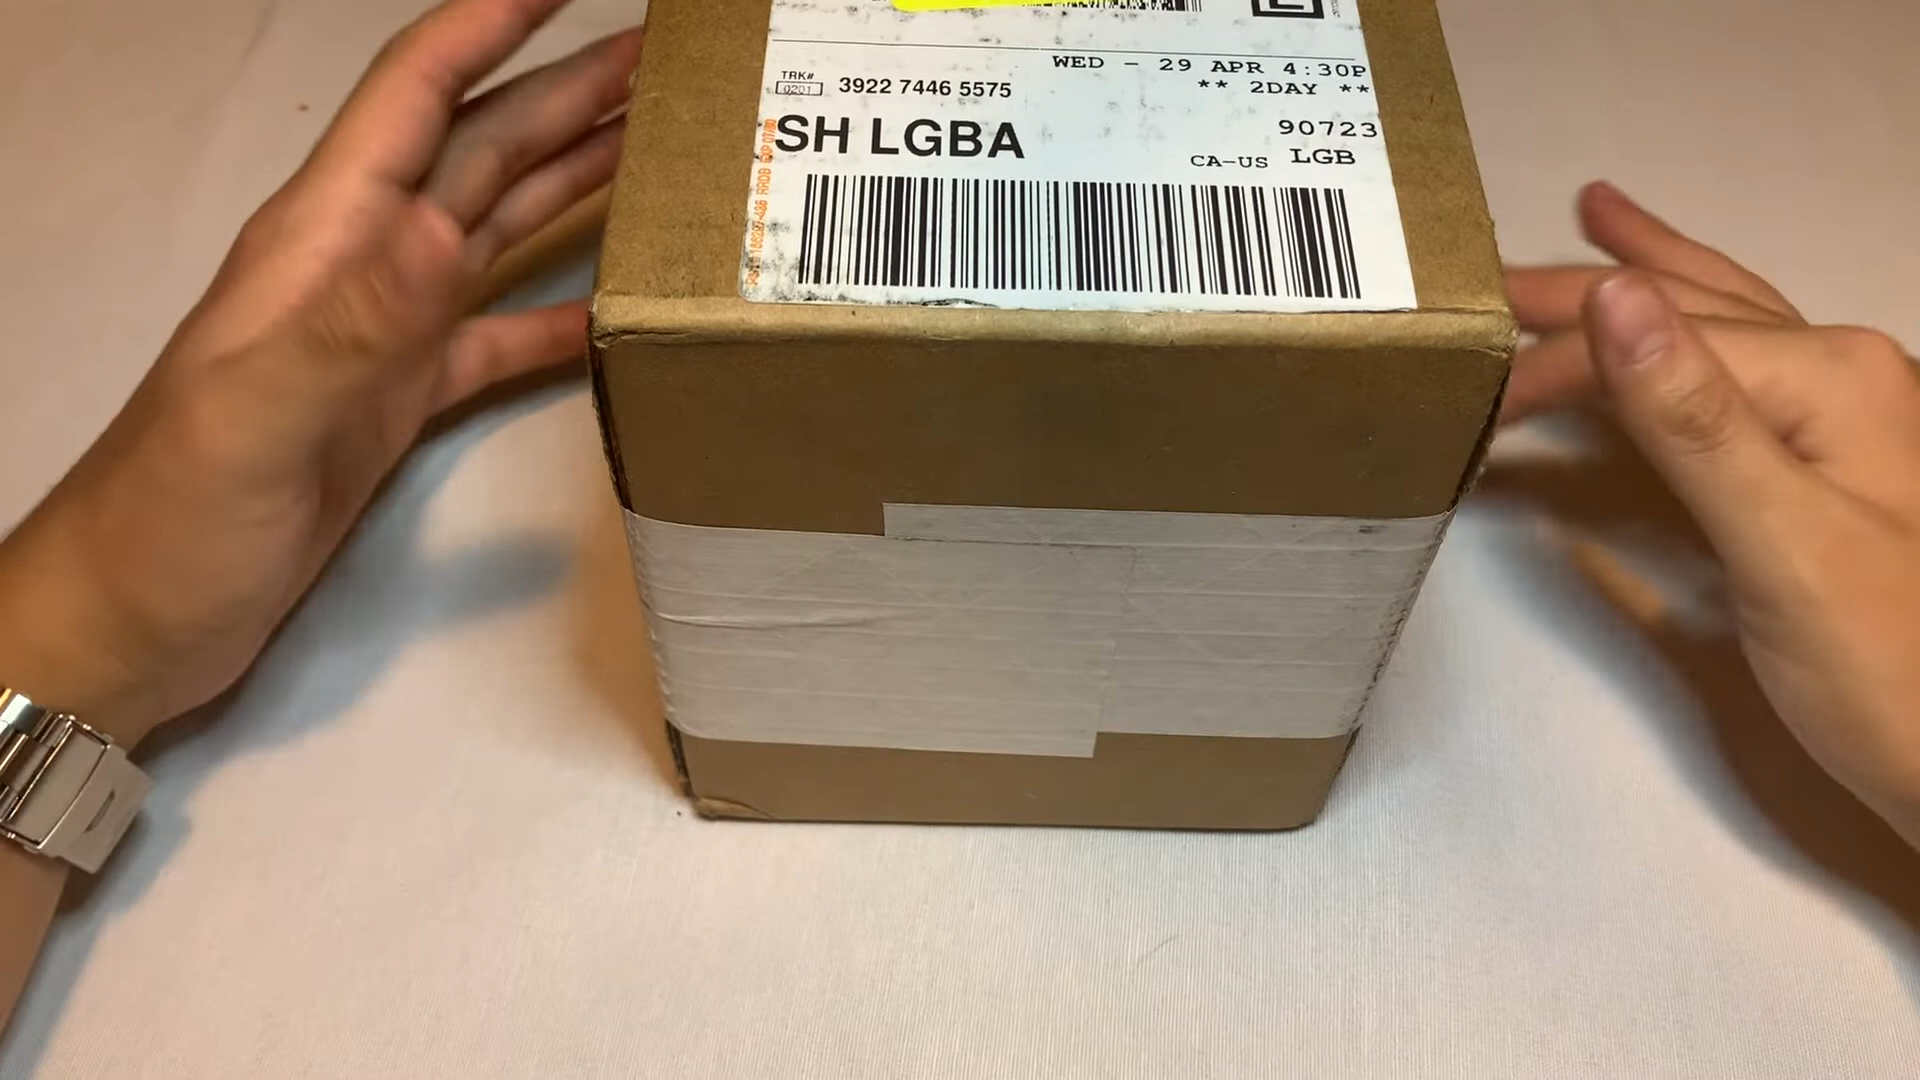 WED - 29 APR 4:30P
TRK#
0201
3922 7446 5575
** 2DAY **
SH LGBA
90723
CA-US LGB